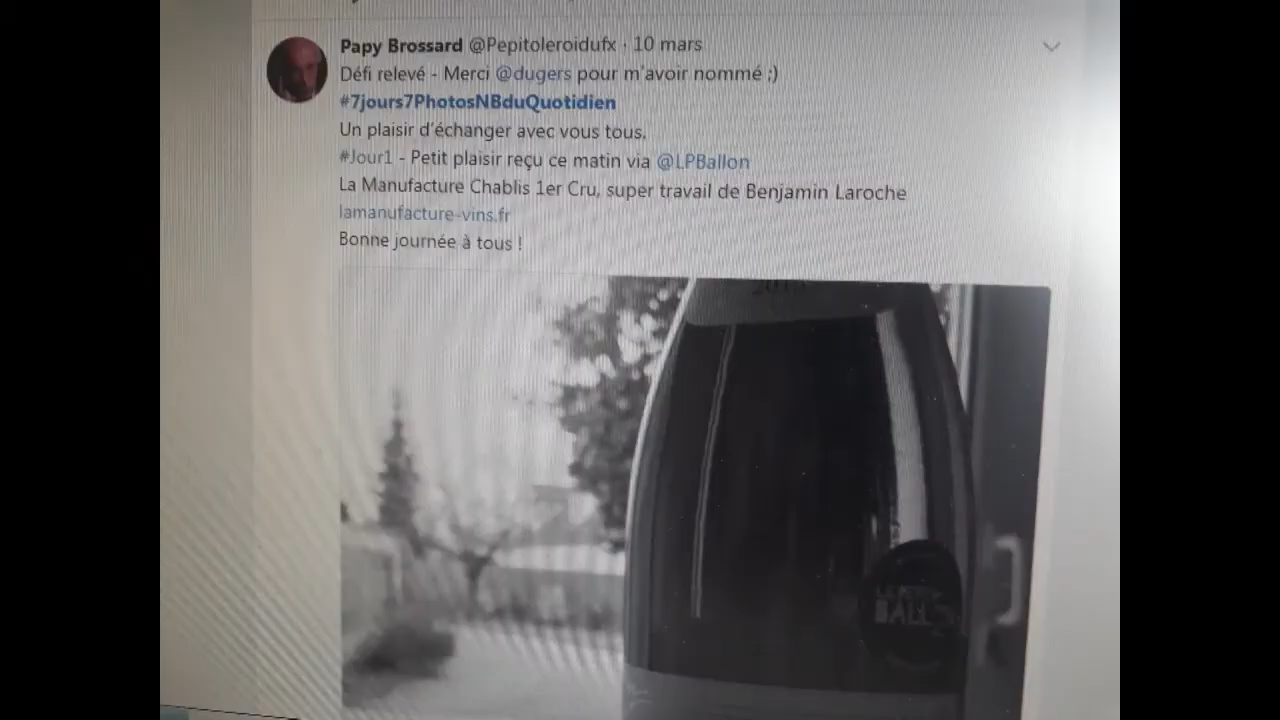 Papy Brossard @Pepitoleroidufx · 10 mars
Défi relevé - Merci @dugers pour m'avoir nommé ;)
#7jours7PhotosNBduQuotidien
Un plaisir d'échanger avec vous tous.
#Jour1 - Petit plaisir reçu ce matin via @LPBallon
La Manufacture Chablis 1er Cru, super travail de Benjamin Laroche
lamanufacture-vins.fr
Bonne journée à tous !